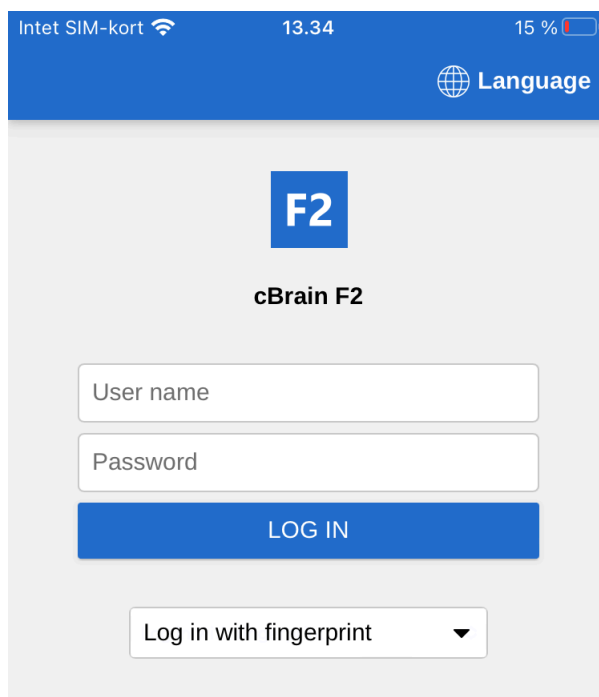 Intet SIM-kort 13.34 15 %
Language
F2
cBrain F2
User name
Password
LOG IN
Log in with fingerprint